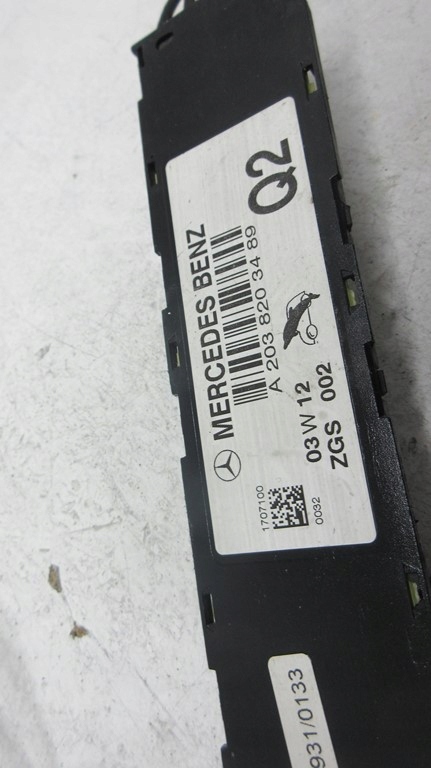 MERCEDES BENZ
A 203 820 34 89
Q2
03 W 12
ZGS 002
1707100
0032
931/0133